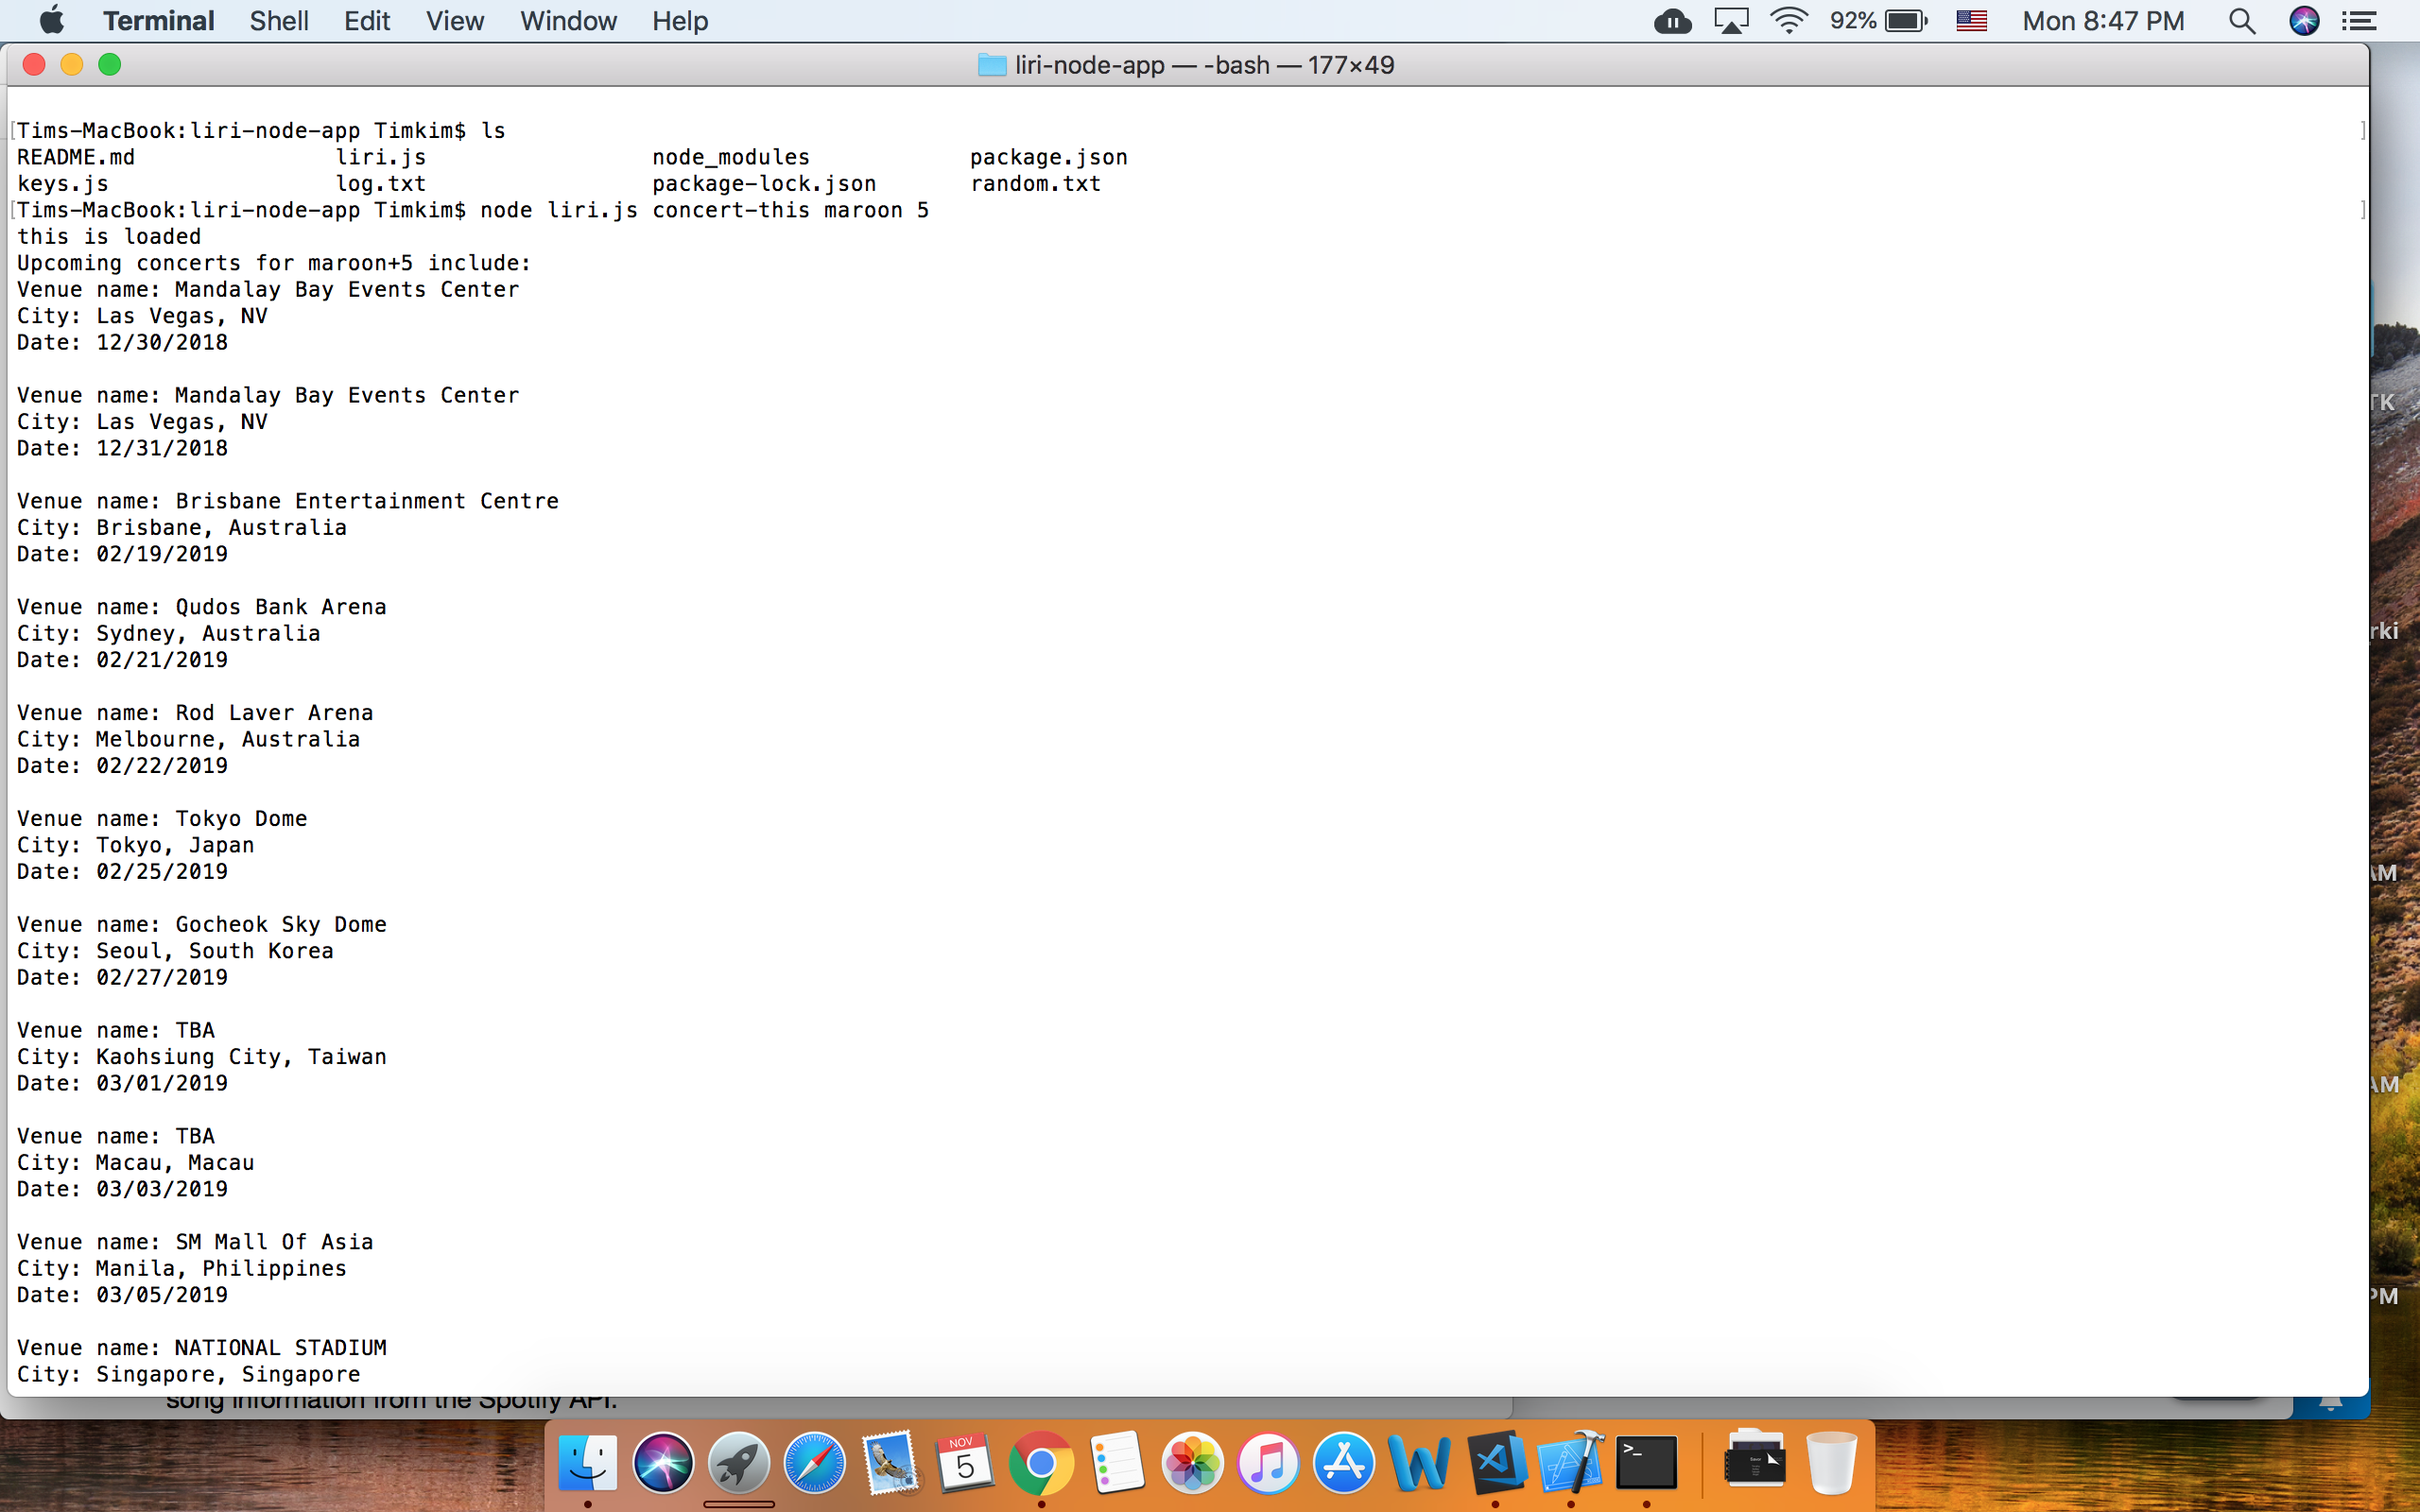 Terminal Shell Edit View Window Help 92% Mon 8:47 PM
liri-node-app — -bash — 177×49
[Tims-MacBook:liri-node-app Timkim$ ls ]
README.md liri.js node_modules package.json
keys.js log.txt package-lock.json random.txt
[Tims-MacBook:liri-node-app Timkim$ node liri.js concert-this maroon 5 ]
this is loaded
Upcoming concerts for maroon+5 include:
Venue name: Mandalay Bay Events Center
City: Las Vegas, NV
Date: 12/30/2018
Venue name: Mandalay Bay Events Center
City: Las Vegas, NV
Date: 12/31/2018
Venue name: Brisbane Entertainment Centre
City: Brisbane, Australia
Date: 02/19/2019
Venue name: Qudos Bank Arena
City: Sydney, Australia
Date: 02/21/2019
Venue name: Rod Laver Arena
City: Melbourne, Australia
Date: 02/22/2019
Venue name: Tokyo Dome
City: Tokyo, Japan
Date: 02/25/2019
Venue name: Gocheok Sky Dome
City: Seoul, South Korea
Date: 02/27/2019
Venue name: TBA
City: Kaohsiung City, Taiwan
Date: 03/01/2019
Venue name: TBA
City: Macau, Macau
Date: 03/03/2019
Venue name: SM Mall Of Asia
City: Manila, Philippines
Date: 03/05/2019
Venue name: NATIONAL STADIUM
City: Singapore, Singapore
song information from the Spotify API.
TK
rki
AM
AM
PM
NOV
5
>_